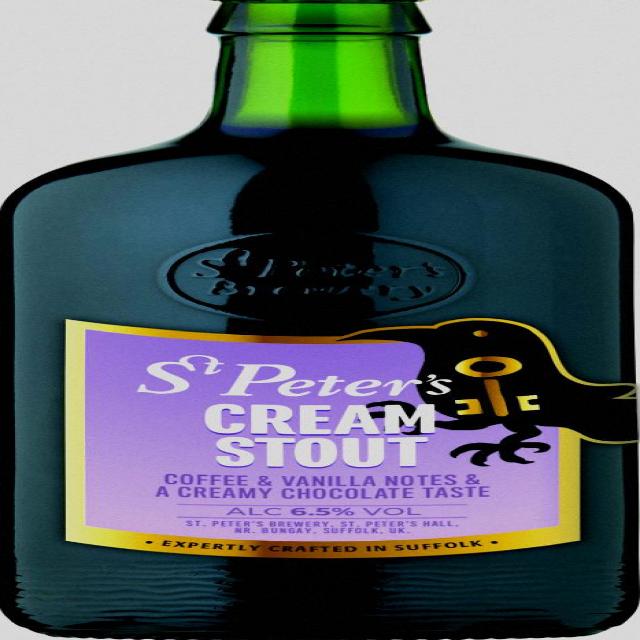 St Peter's
Brewery
St Peter's
CREAM
STOUT
COFFEE & VANILLA NOTES &
A CREAMY CHOCOLATE TASTE
ALC 6.5% VOL
ST. PETER'S BREWERY, ST. PETER'S HALL,
NR. BUNGAY, SUFFOLK, UK.
• EXPERTLY CRAFTED IN SUFFOLK •